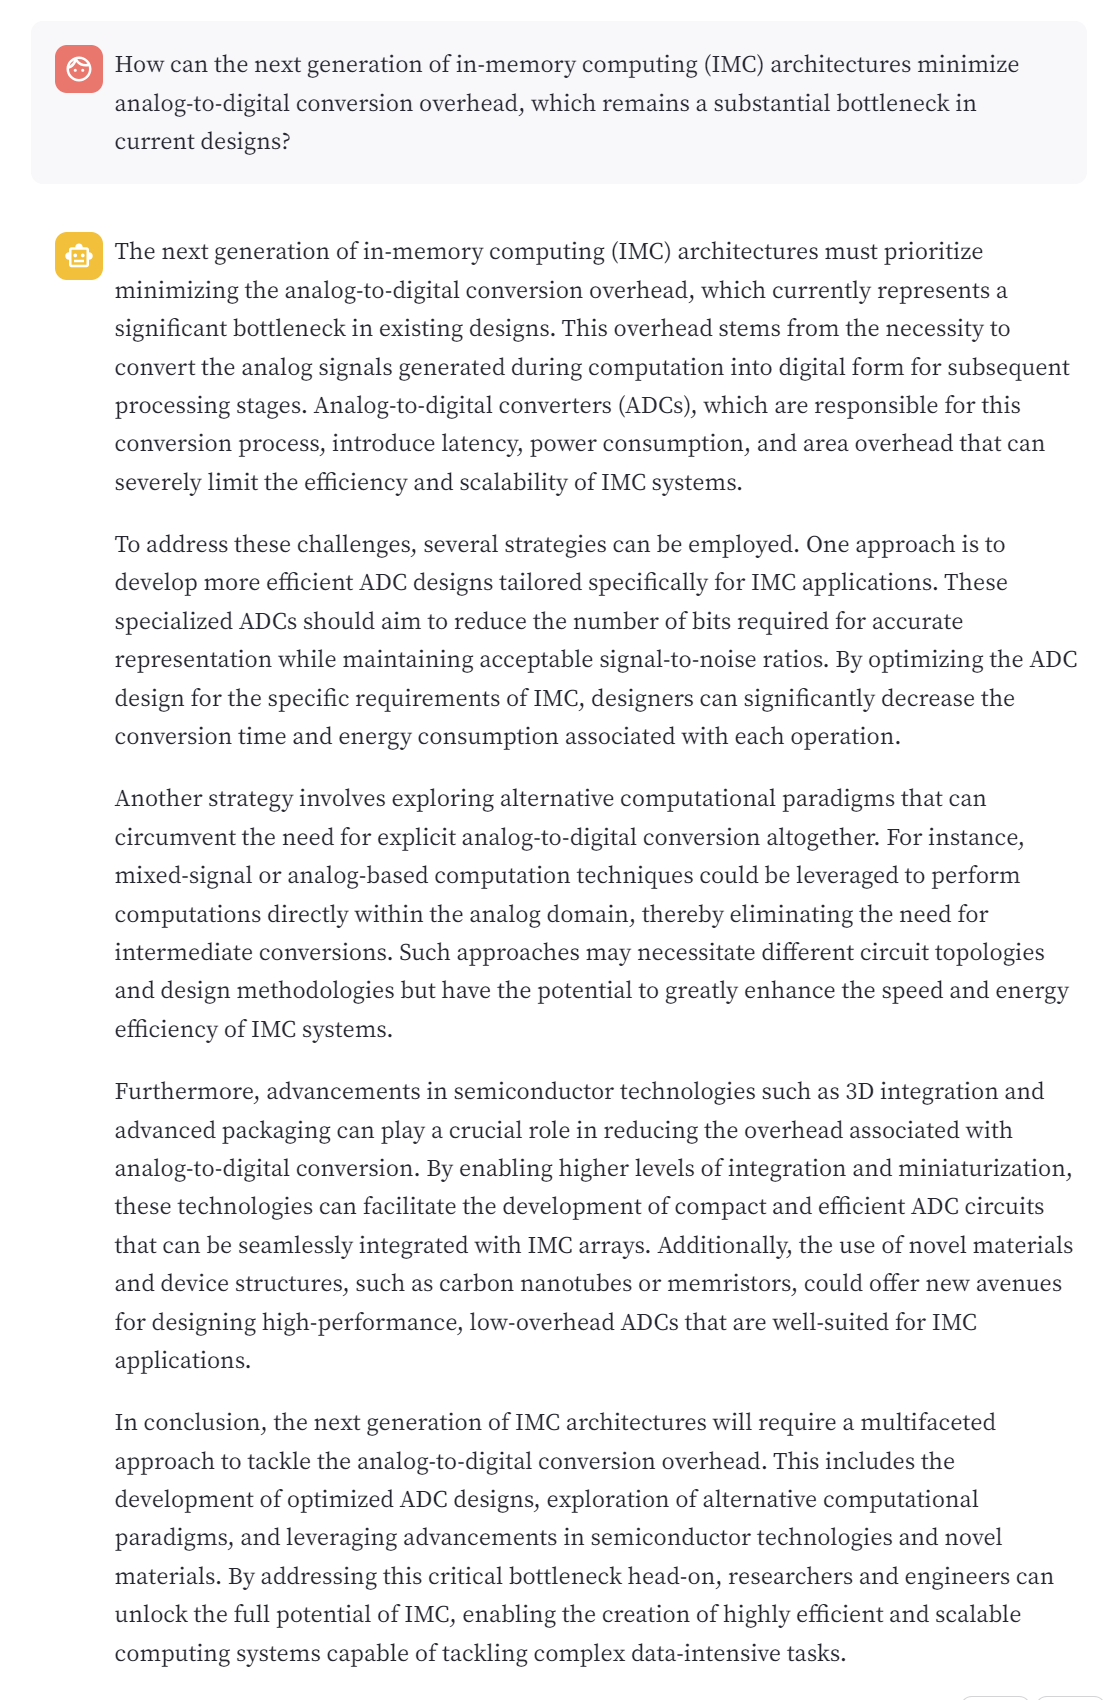 How can the next generation of in-memory computing (IMC) architectures minimize
analog-to-digital conversion overhead, which remains a substantial bottleneck in
current designs?
The next generation of in-memory computing (IMC) architectures must prioritize
minimizing the analog-to-digital conversion overhead, which currently represents a
significant bottleneck in existing designs. This overhead stems from the necessity to
convert the analog signals generated during computation into digital form for subsequent
processing stages. Analog-to-digital converters (ADCs), which are responsible for this
conversion process, introduce latency, power consumption, and area overhead that can
severely limit the efficiency and scalability of IMC systems.
To address these challenges, several strategies can be employed. One approach is to
develop more efficient ADC designs tailored specifically for IMC applications. These
specialized ADCs should aim to reduce the number of bits required for accurate
representation while maintaining acceptable signal-to-noise ratios. By optimizing the ADC
design for the specific requirements of IMC, designers can significantly decrease the
conversion time and energy consumption associated with each operation.
Another strategy involves exploring alternative computational paradigms that can
circumvent the need for explicit analog-to-digital conversion altogether. For instance,
mixed-signal or analog-based computation techniques could be leveraged to perform
computations directly within the analog domain, thereby eliminating the need for
intermediate conversions. Such approaches may necessitate different circuit topologies
and design methodologies but have the potential to greatly enhance the speed and energy
efficiency of IMC systems.
Furthermore, advancements in semiconductor technologies such as 3D integration and
advanced packaging can play a crucial role in reducing the overhead associated with
analog-to-digital conversion. By enabling higher levels of integration and miniaturization,
these technologies can facilitate the development of compact and efficient ADC circuits
that can be seamlessly integrated with IMC arrays. Additionally, the use of novel materials
and device structures, such as carbon nanotubes or memristors, could offer new avenues
for designing high-performance, low-overhead ADCs that are well-suited for IMC
applications.
In conclusion, the next generation of IMC architectures will require a multifaceted
approach to tackle the analog-to-digital conversion overhead. This includes the
development of optimized ADC designs, exploration of alternative computational
paradigms, and leveraging advancements in semiconductor technologies and novel
materials. By addressing this critical bottleneck head-on, researchers and engineers can
unlock the full potential of IMC, enabling the creation of highly efficient and scalable
computing systems capable of tackling complex data-intensive tasks.